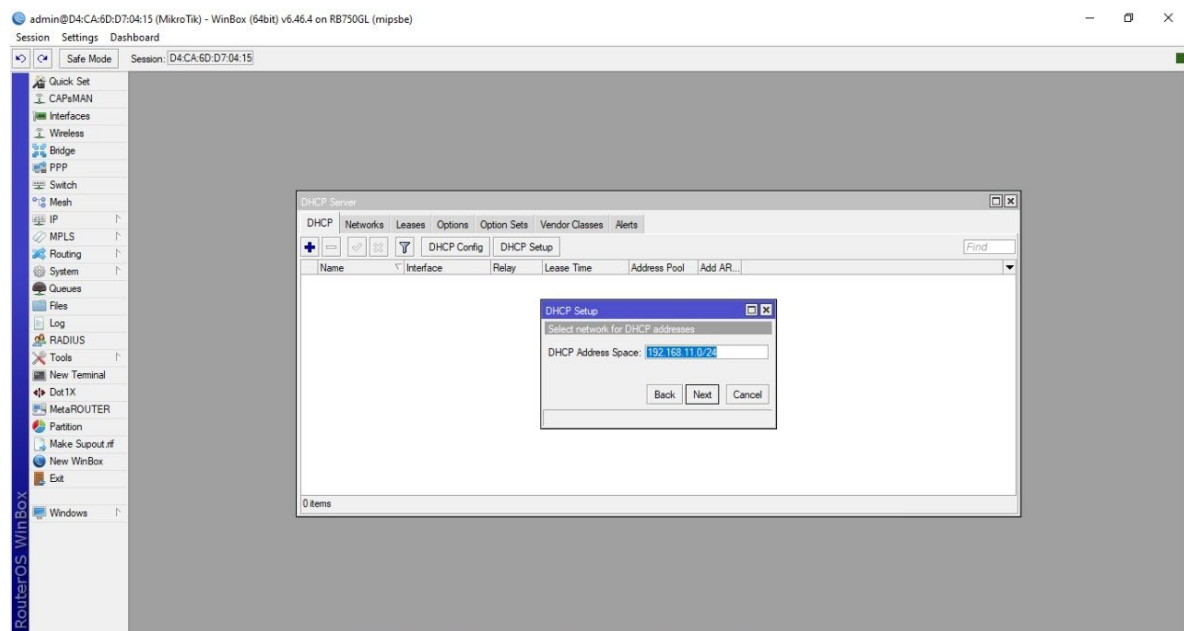 admin@D4:CA:6D:D7:04:15 (MikroTik) - WinBox (64bit) v6.46.4 on RB750GL (mipsbe)
Session Settings Dashboard
Safe Mode Session: D4:CA:6D:D7:04:15
Quick Set
CAPsMAN
Interfaces
Wireless
Bridge
PPP
Switch
Mesh
IP
MPLS
Routing
System
Queues
Files
Log
RADIUS
Tools
New Terminal
Dot1X
MetaROUTER
Partition
Make Supout.rif
New WinBox
Exit
Windows
RouterOS WinBox
DHCP Server
DHCP Networks Leases Options Option Sets Vendor Classes Alerts
DHCP Config DHCP Setup Find
Name Interface Relay Lease Time Address Pool Add AR...
DHCP Setup
Select network for DHCP addresses
DHCP Address Space: 192.168.11.0/24
Back Next Cancel
0 items